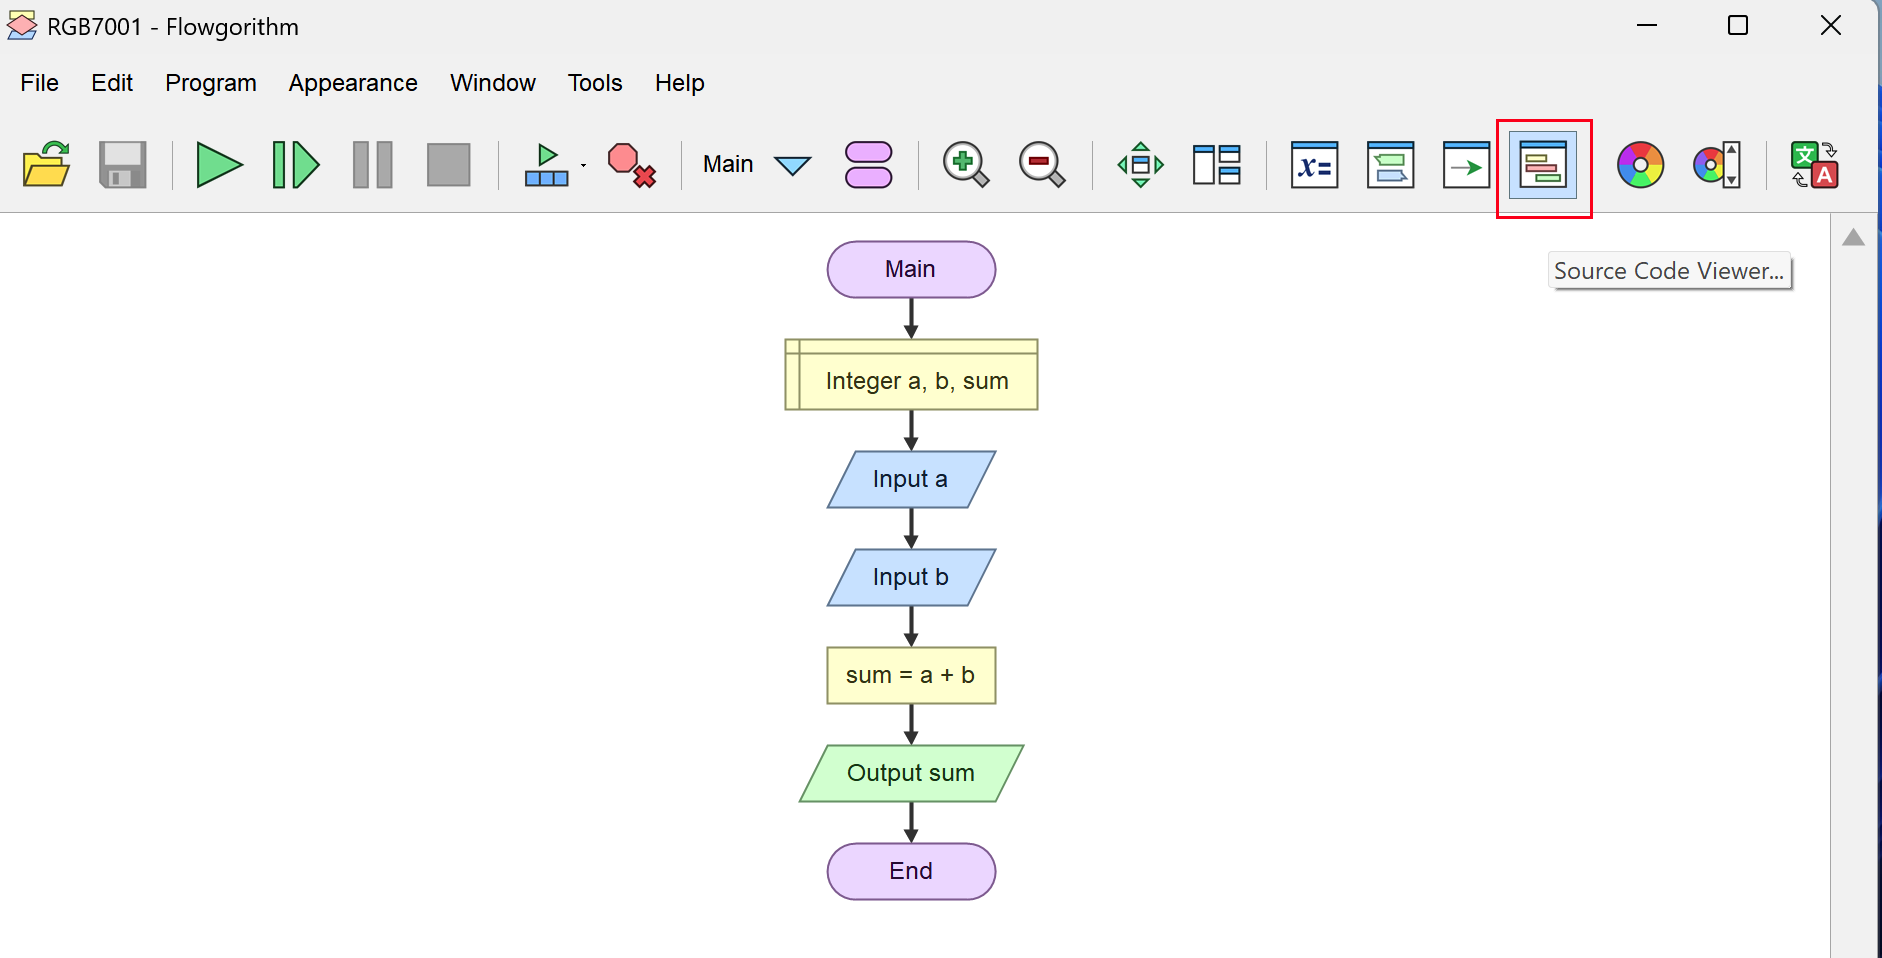 RGB7001 - Flowgorithm
File Edit Program Appearance Window Tools Help
Main
x=
文
A
Source Code Viewer...
Main
Integer a, b, sum
Input a
Input b
sum = a + b
Output sum
End